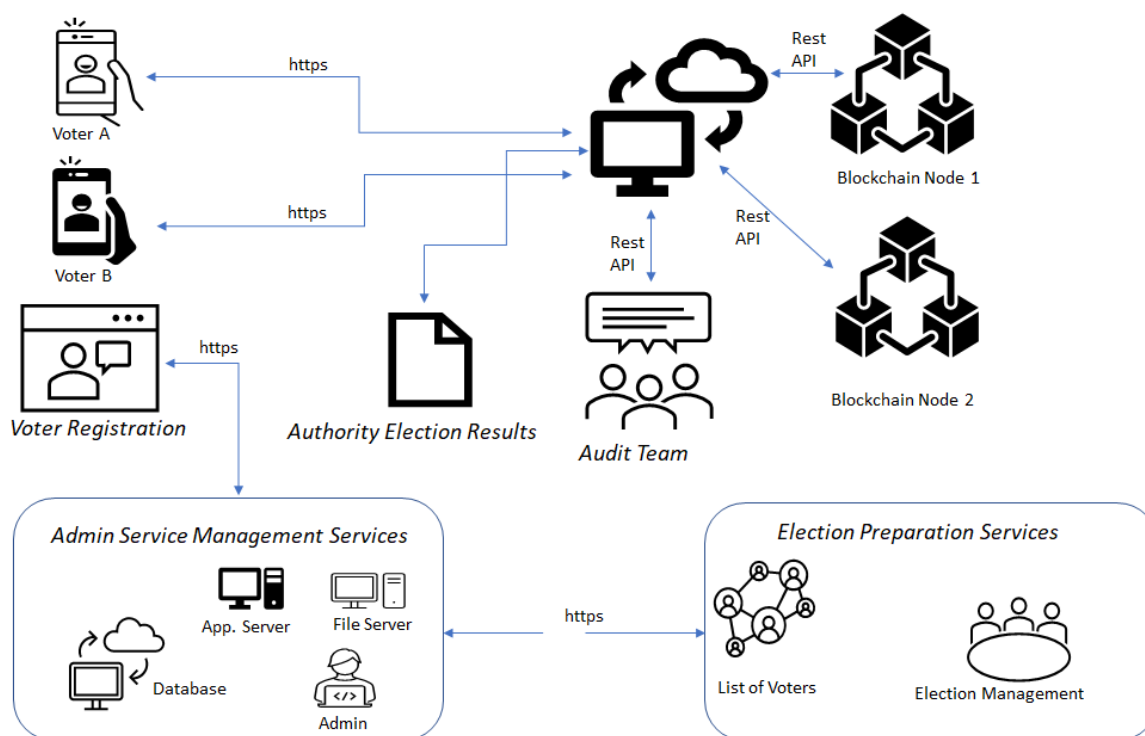 https
Rest
API
Voter A
Blockchain Node 1
https
Rest
API
Rest
API
Voter B
https
Voter Registration
Authority Election Results
Audit Team
Blockchain Node 2
Admin Service Management Services
App. Server
File Server
Database
Admin
https
Election Preparation Services
List of Voters
Election Management